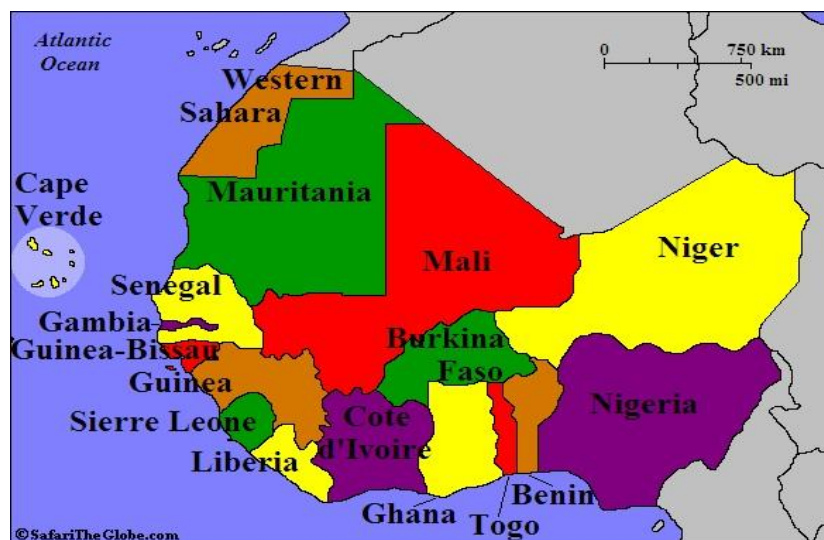 Atlantic
Ocean
0 750 km
500 mi
Western
Sahara
Mauritania
Cape
Verde
Mali
Niger
Senegal
Gambia
Guinea-Bissau
Guinea
Burkina
Faso
Sierre Leone
Liberia
Cote
d'Ivoire
Nigeria
Ghana
Togo
Benin
©SafariTheGlobe.com